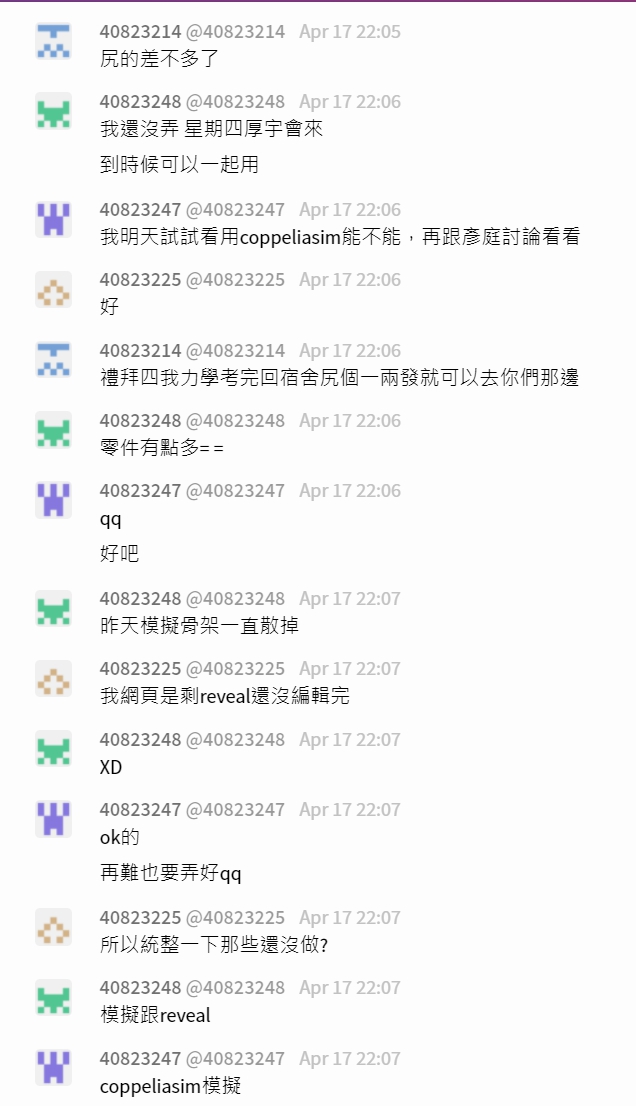 40823214 @40823214 Apr 17 22:05
尻的差不多了
40823248 @40823248 Apr 17 22:06
我還沒弄 星期四厚宇會來
到時候可以一起用
40823247 @40823247 Apr 17 22:06
我明天試試看用coppeliasim能不能，再跟彥庭討論看看
40823225 @40823225 Apr 17 22:06
好
40823214 @40823214 Apr 17 22:06
禮拜四我力學考完回宿舍尻個一兩發就可以去你們那邊
40823248 @40823248 Apr 17 22:06
零件有點多= =
40823247 @40823247 Apr 17 22:06
qq
好吧
40823248 @40823248 Apr 17 22:07
昨天模擬骨架一直散掉
40823225 @40823225 Apr 17 22:07
我網頁是剩reveal還沒編輯完
40823248 @40823248 Apr 17 22:07
XD
40823247 @40823247 Apr 17 22:07
ok的
再難也要弄好qq
40823225 @40823225 Apr 17 22:07
所以統整一下那些還沒做?
40823248 @40823248 Apr 17 22:07
模擬跟reveal
40823247 @40823247 Apr 17 22:07
coppeliasim模擬